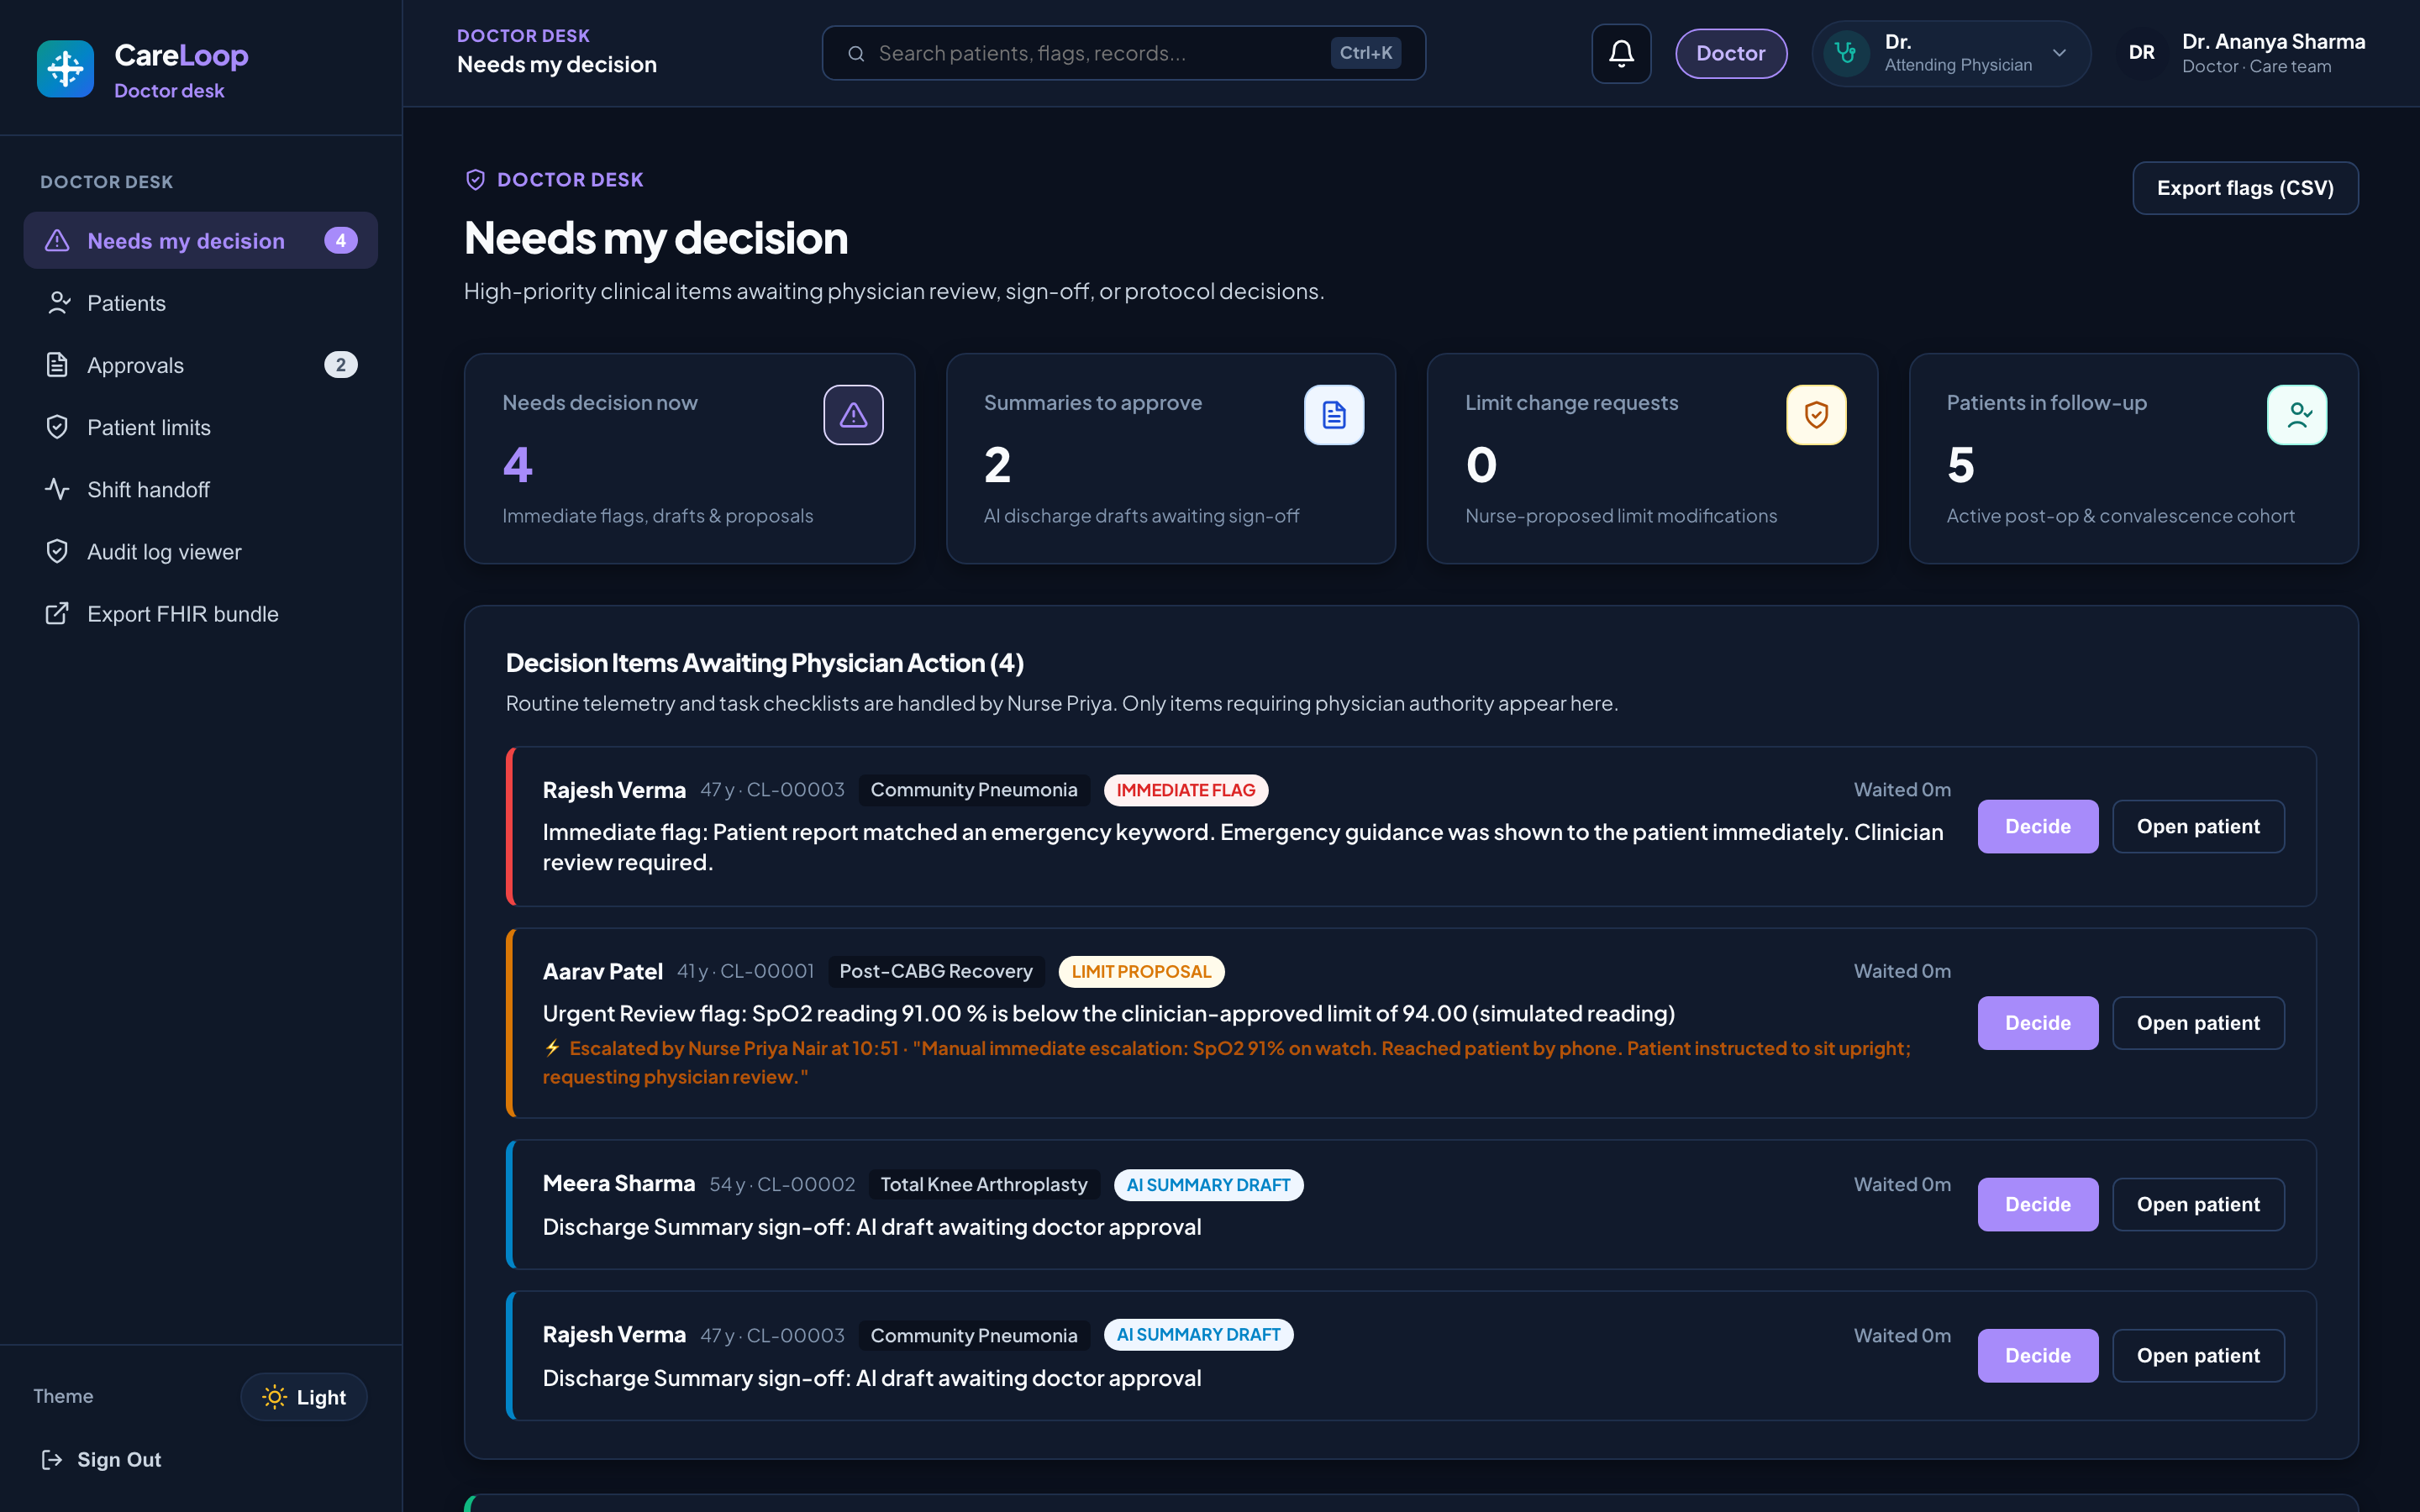 CareLoop
Doctor desk
DOCTOR DESK
Needs my decision 4
Patients
Approvals 2
Patient limits
Shift handoff
Audit log viewer
Export FHIR bundle
Theme Light
Sign Out
DOCTOR DESK
Needs my decision
Search patients, flags, records... Ctrl+K
Doctor
Dr.
Attending Physician
DR
Dr. Ananya Sharma
Doctor · Care team
DOCTOR DESK
Export flags (CSV)
Needs my decision
High-priority clinical items awaiting physician review, sign-off, or protocol decisions.
Needs decision now
4
Immediate flags, drafts & proposals
Summaries to approve
2
AI discharge drafts awaiting sign-off
Limit change requests
0
Nurse-proposed limit modifications
Patients in follow-up
5
Active post-op & convalescence cohort
Decision Items Awaiting Physician Action (4)
Routine telemetry and task checklists are handled by Nurse Priya. Only items requiring physician authority appear here.
Rajesh Verma 47 y · CL-00003 Community Pneumonia IMMEDIATE FLAG Waited 0m
Immediate flag: Patient report matched an emergency keyword. Emergency guidance was shown to the patient immediately. Clinician
review required.
Decide Open patient
Aarav Patel 41 y · CL-00001 Post-CABG Recovery LIMIT PROPOSAL Waited 0m
Urgent Review flag: SpO2 reading 91.00 % is below the clinician-approved limit of 94.00 (simulated reading)
⚡ Escalated by Nurse Priya Nair at 10:51 · "Manual immediate escalation: SpO2 91% on watch. Reached patient by phone. Patient instructed to sit upright;
requesting physician review."
Decide Open patient
Meera Sharma 54 y · CL-00002 Total Knee Arthroplasty AI SUMMARY DRAFT Waited 0m
Discharge Summary sign-off: AI draft awaiting doctor approval
Decide Open patient
Rajesh Verma 47 y · CL-00003 Community Pneumonia AI SUMMARY DRAFT Waited 0m
Discharge Summary sign-off: AI draft awaiting doctor approval
Decide Open patient